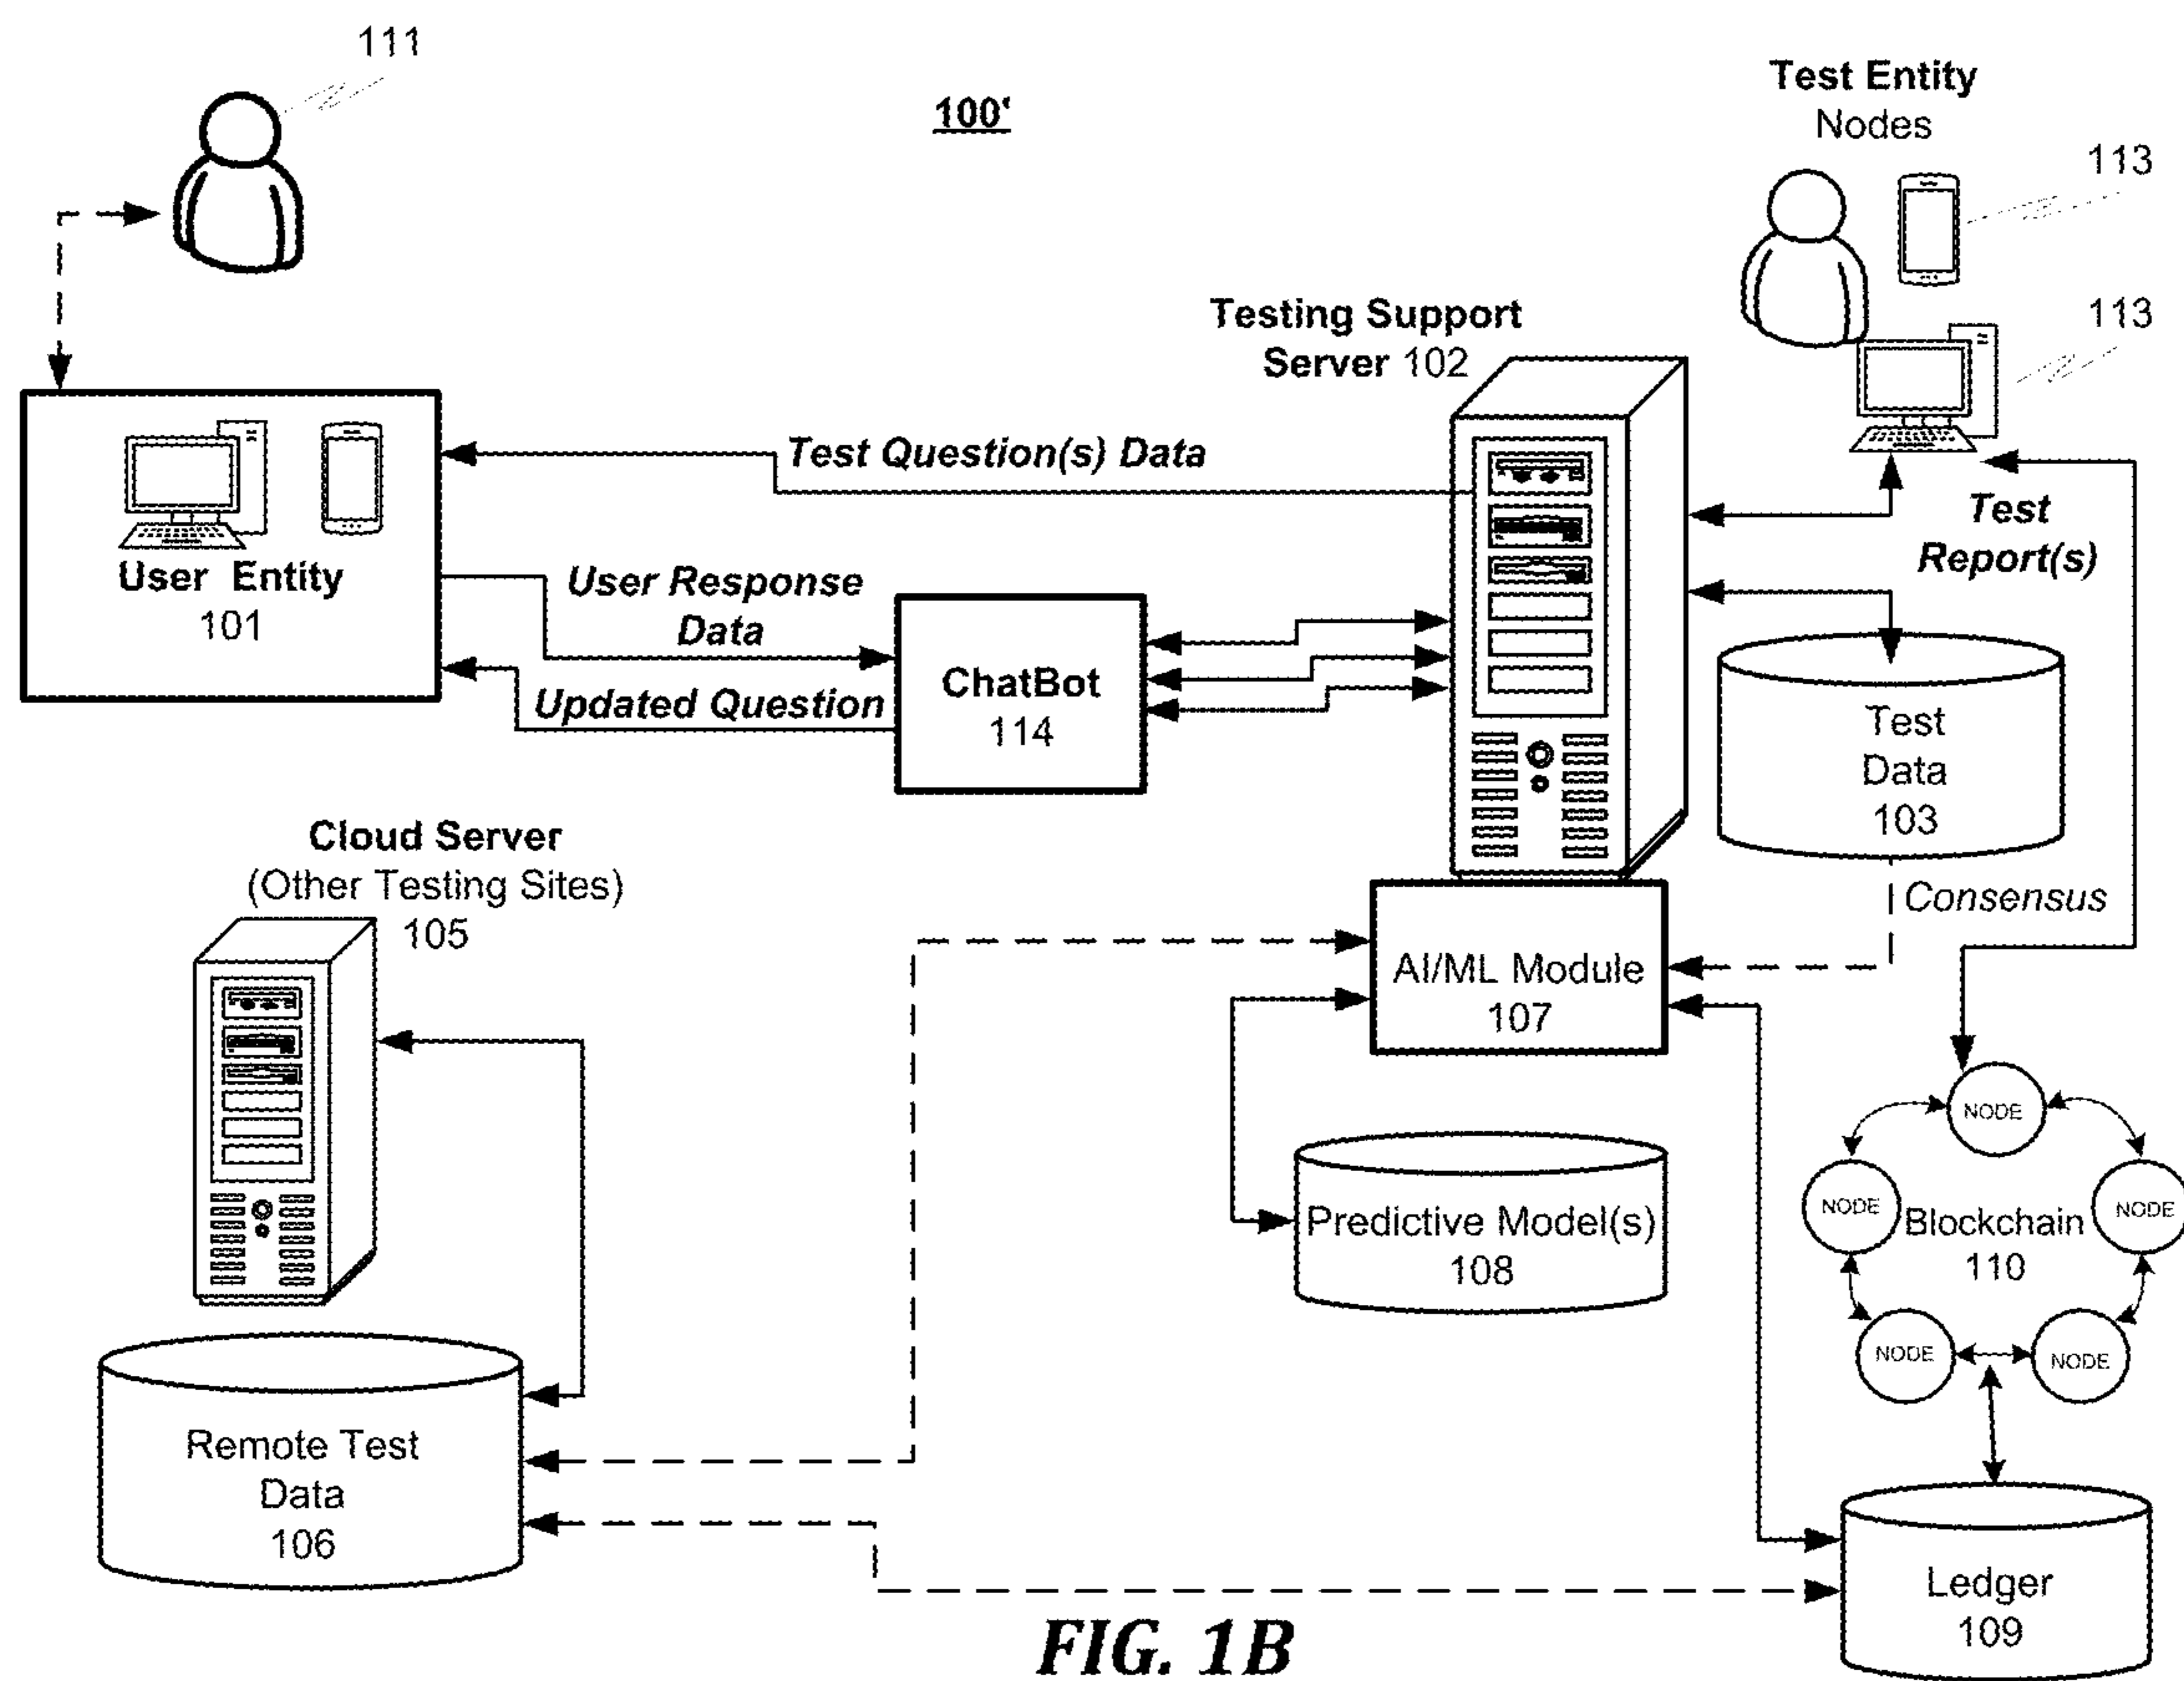 111
100'
Test Entity
Nodes
113
113
Testing Support
Server 102
Test Question(s) Data
User Entity
101
User Response
Data
Updated Question
ChatBot
114
Test
Report(s)
Test
Data
103
Consensus
Cloud Server
(Other Testing Sites)
105
AI/ML Module
107
Predictive Model(s)
108
NODE
NODE
NODE
Blockchain
110
NODE
NODE
Remote Test
Data
106
Ledger
109
FIG. 1B